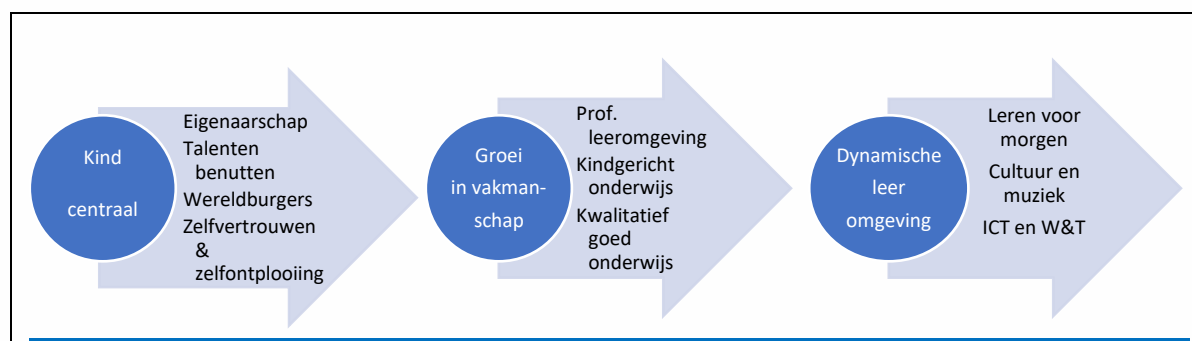 Kind
centraal
Eigenaarschap
Talenten
benutten
Wereldburgers
Zelfvertrouwen
&
zelfontplooiing
Groei
in vakman-
schap
Prof.
leeromgeving
Kindgericht
onderwijs
Kwalitatief
goed
onderwijs
Dynamische
leer
omgeving
Leren voor
morgen
Cultuur en
muziek
ICT en W&T